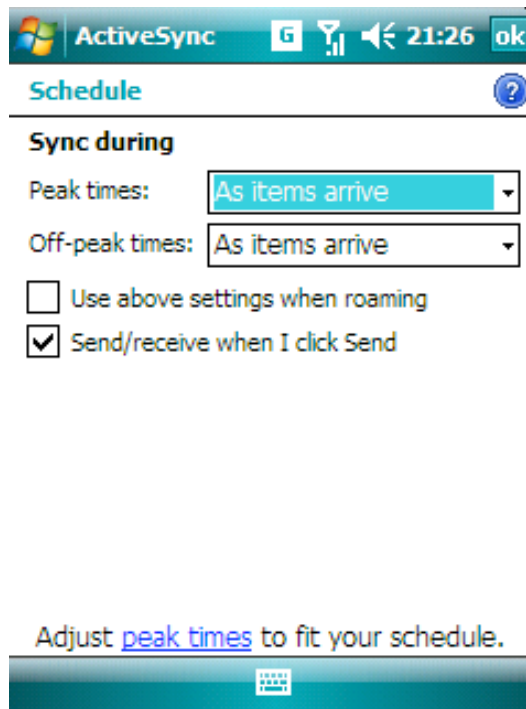 ActiveSync G 21:26 ok
Schedule ?
Sync during
Peak times: As items arrive
Off-peak times: As items arrive
Use above settings when roaming
Send/receive when I click Send
Adjust peak times to fit your schedule.